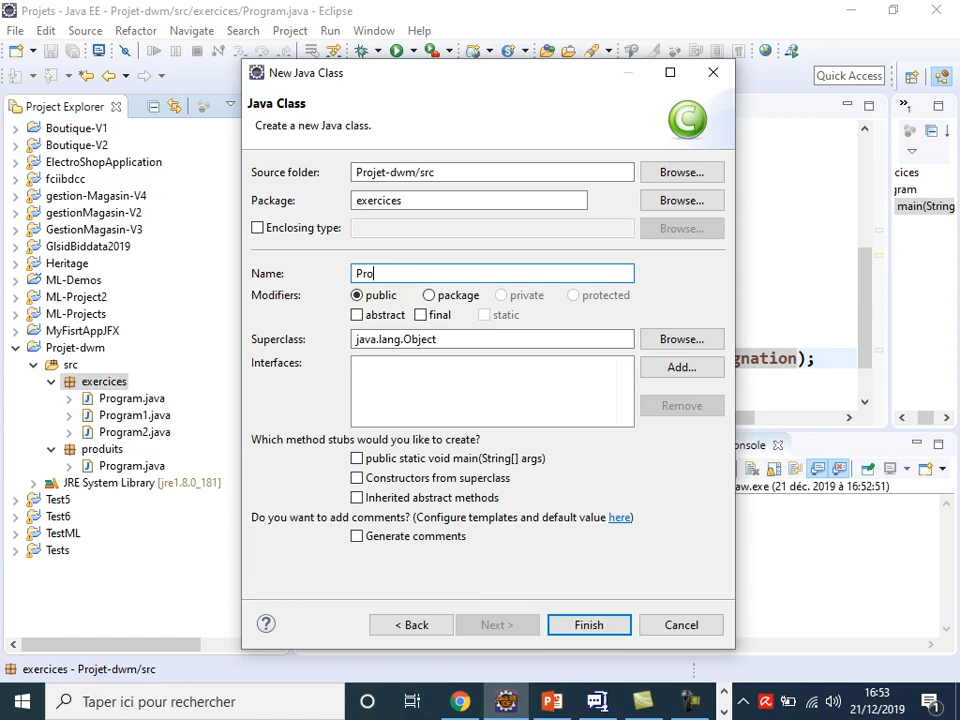 Projets - Java EE - Projet-dwm/src/exercices/Program.java - Eclipse
File Edit Source Refactor Navigate Search Project Run Window Help
Quick Access
Project Explorer
Boutique-V1
Boutique-V2
ElectroShopApplication
fciibdcc
gestion-Magasin-V4
gestionMagasin-V2
GestionMagasin-V3
GlsidBiddata2019
Heritage
ML-Demos
ML-Project2
ML-Projects
MyFisrtAppJFX
Projet-dwm
src
exercices
Program.java
Program1.java
Program2.java
produits
Program.java
JRE System Library [jre1.8.0_181]
Test5
Test6
TestML
Tests
New Java Class
Java Class
Create a new Java class.
Source folder: Projet-dwm/src Browse...
Package: exercices Browse...
Enclosing type: Browse...
Name: Pro
Modifiers: public package private protected
abstract final static
Superclass: java.lang.Object Browse...
Interfaces: Add...
Remove
Which method stubs would you like to create?
public static void main(String[] args)
Constructors from superclass
Inherited abstract methods
Do you want to add comments? (Configure templates and default value here)
Generate comments
< Back Next > Finish Cancel
gnation);
»1
cices
gram
main(String
onsole
aw.exe (21 déc. 2019 à 16:52:51)
exercices - Projet-dwm/src
Taper ici pour rechercher
16:53
21/12/2019
1